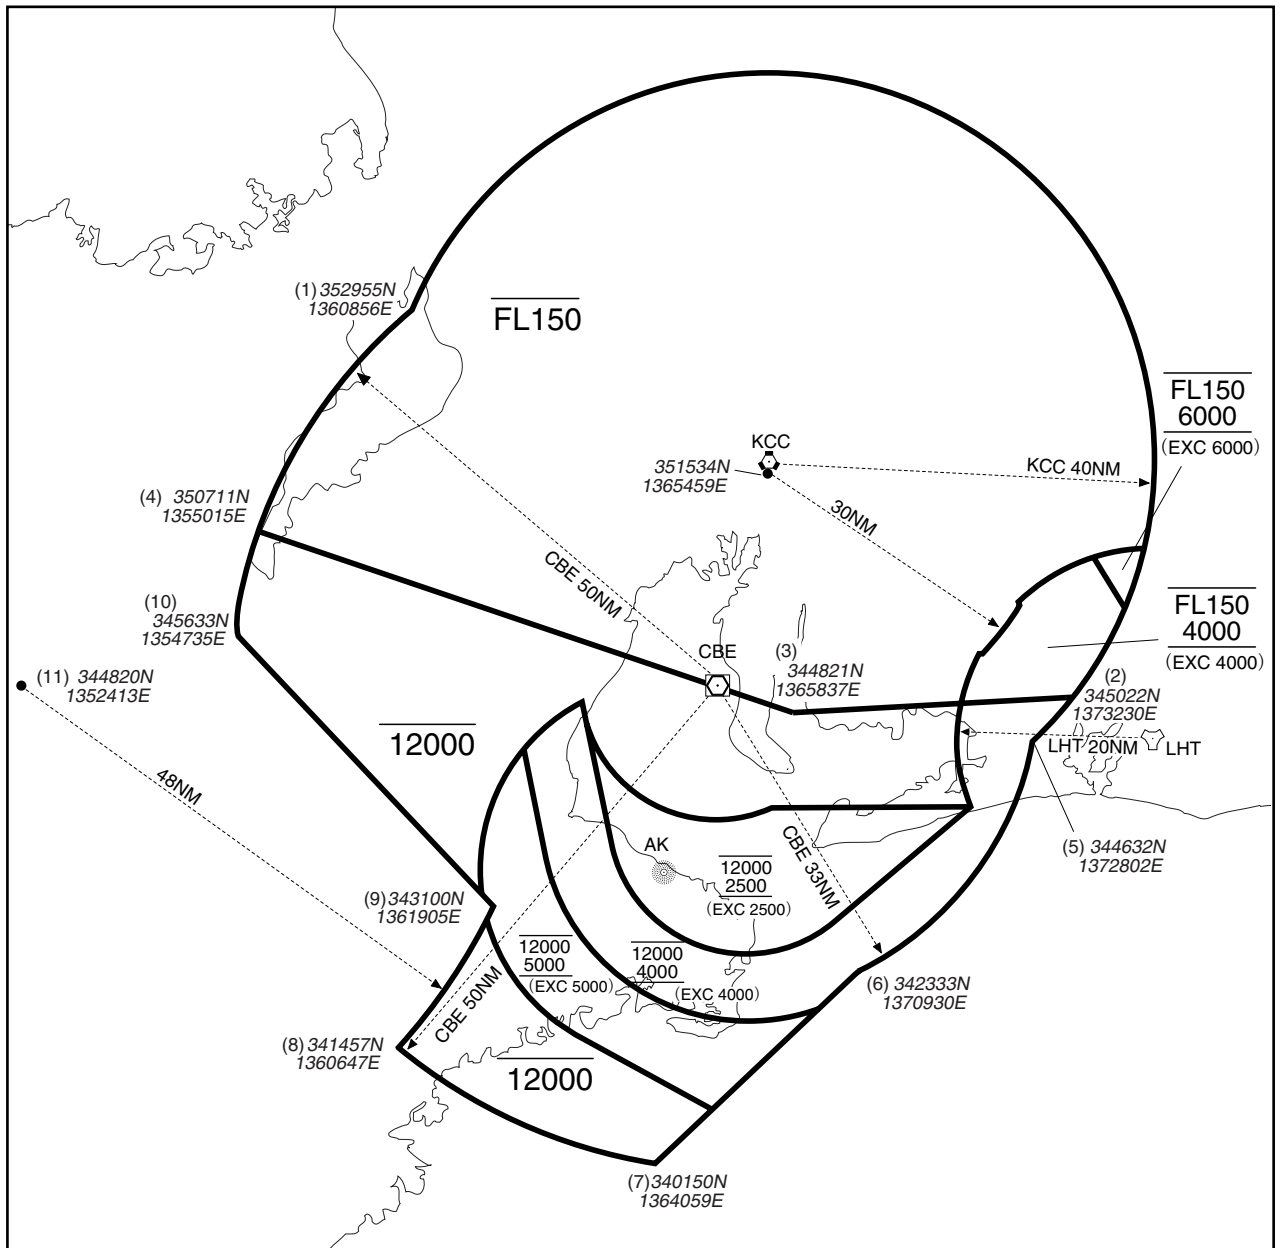 (1) 352955N
1360856E
FL150
FL150
6000
(EXC 6000)
KCC
351534N
1365459E
KCC 40NM
30NM
(4) 350711N
1355015E
CBE 50NM
FL150
4000
(EXC 4000)
(10)
345633N
1354735E
CBE
(3)
344821N
1365837E
(2)
345022N
1373230E
(11) 344820N
1352413E
LHT 20NM
LHT
12000
48NM
AK
CBE 33NM
12000
2500
(EXC 2500)
(5) 344632N
1372802E
(9) 343100N
1361905E
12000
5000
(EXC 5000)
12000
4000
(EXC 4000)
CBE 50NM
(6) 342333N
1370930E
(8) 341457N
1360647E
12000
(7) 340150N
1364059E